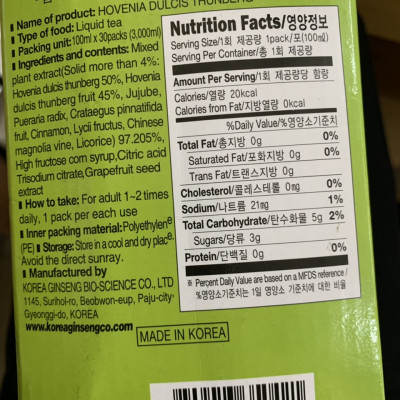 Name of product: HOVENIA DULCIS THUNBERG
Type of food: Liquid tea
Packing unit: 100ml x 30packs (3,000ml)
Ingredients and contents: Mixed
plant extract(Solid more than 4%:
Hovenia dulcis thunberg 50%, Hovenia
dulcis thunberg fruit 45%, Jujube,
Pueraria radix, Crataegus pinnatifida
fruit, Cinnamon, Lycii fructus, Chinese
magnolia vine, Licorice) 97.205%,
High fructose corn syrup,Citric acid
Trisodium citrate,Grapefruit seed
extract
How to take: For adult 1~2 times
daily, 1 pack per each use
Inner packing material: Polyethylene
(PE) Storage: Store in a cool and dry place.
Avoid the direct sunray.
Manufactured by
KOREA GINSENG BIO-SCIENCE CO., LTD
1145, Surihol-ro, Beobwon-eup, Paju-city,
Gyeonggi-do, KOREA
www.koreaginsengco.com
MADE IN KOREA
Nutrition Facts/영양정보
Serving Size/1회 제공량 1pack/포(100㎖)
Serving Per Container/총 1회 제공량
Amount Per Serving/1회 제공량당 함량
Calories/열량 20kcal
Calories from Fat/지방열량 0kcal
%Daily Value/%영양소기준치
Total Fat/총지방 0g 0%
Saturated Fat/포화지방 0g 0%
Trans Fat/트랜스지방 0g
Cholesterol/콜레스테롤 0㎎ 0%
Sodium/나트륨 21㎎ 1%
Total Carbohydrate/탄수화물 5g 2%
Sugars/당류 3g
Protein/단백질 0g 0%
※ Percent Daily Value are based on a MFDS reference /
%영양소기준치는 1일 영양소 기준치에 대한 비율